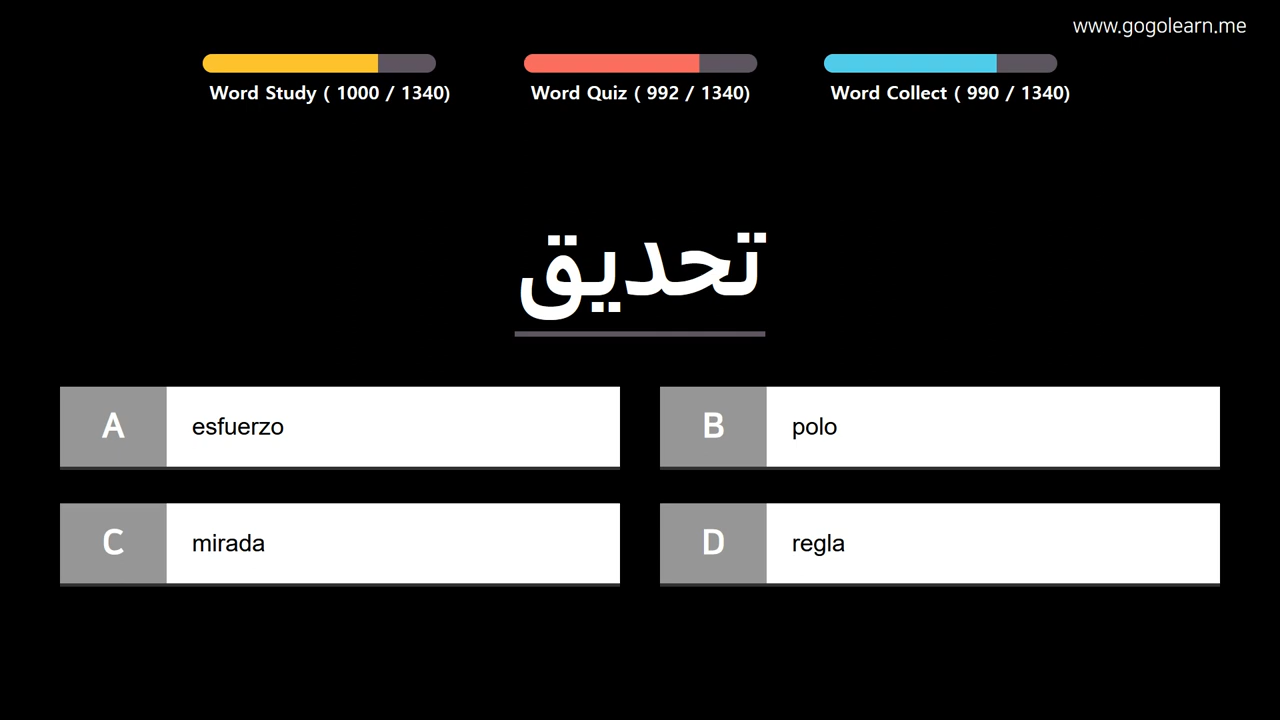 www.gogolearn.me
Word Study ( 1000 / 1340)
Word Quiz ( 992 / 1340)
Word Collect ( 990 / 1340)
تحديق
A esfuerzo
B polo
C mirada
D regla